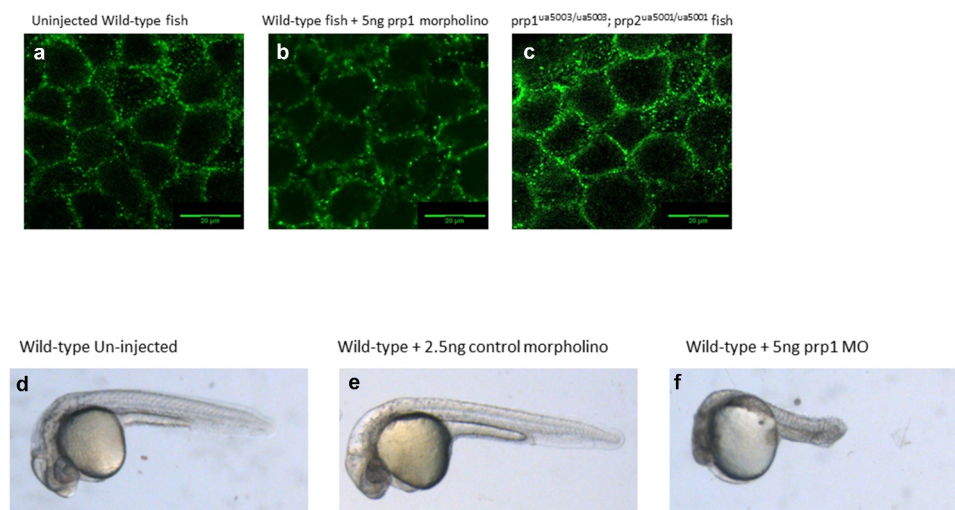 Uninjected Wild-type fish
Wild-type fish + 5ng prp1 morpholino
prp1ua5003/ua5003; prp2ua5001/ua5001 fish
a
b
c
20 µm
20 µm
20 µm
Wild-type Un-injected
Wild-type + 2.5ng control morpholino
Wild-type + 5ng prp1 MO
d
e
f